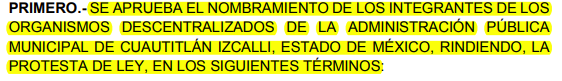 PRIMERO.- SE APRUEBA EL NOMBRAMIENTO DE LOS INTEGRANTES DE LOS
ORGANISMOS DESCENTRALIZADOS DE LA ADMINISTRACIÓN PÚBLICA
MUNICIPAL DE CUAUTITLÁN IZCALLI, ESTADO DE MÉXICO, RINDIENDO, LA
PROTESTA DE LEY, EN LOS SIGUIENTES TÉRMINOS: